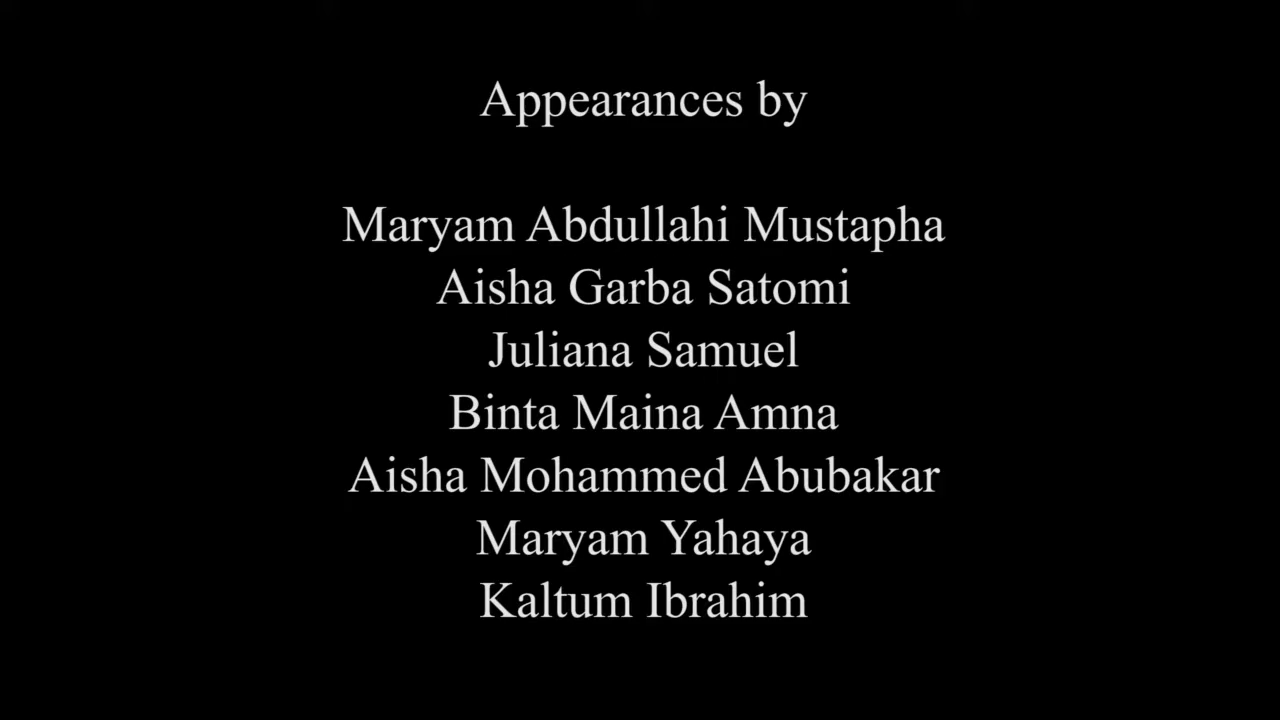 Appearances by
Maryam Abdullahi Mustapha
Aisha Garba Satomi
Juliana Samuel
Binta Maina Amna
Aisha Mohammed Abubakar
Maryam Yahaya
Kaltum Ibrahim